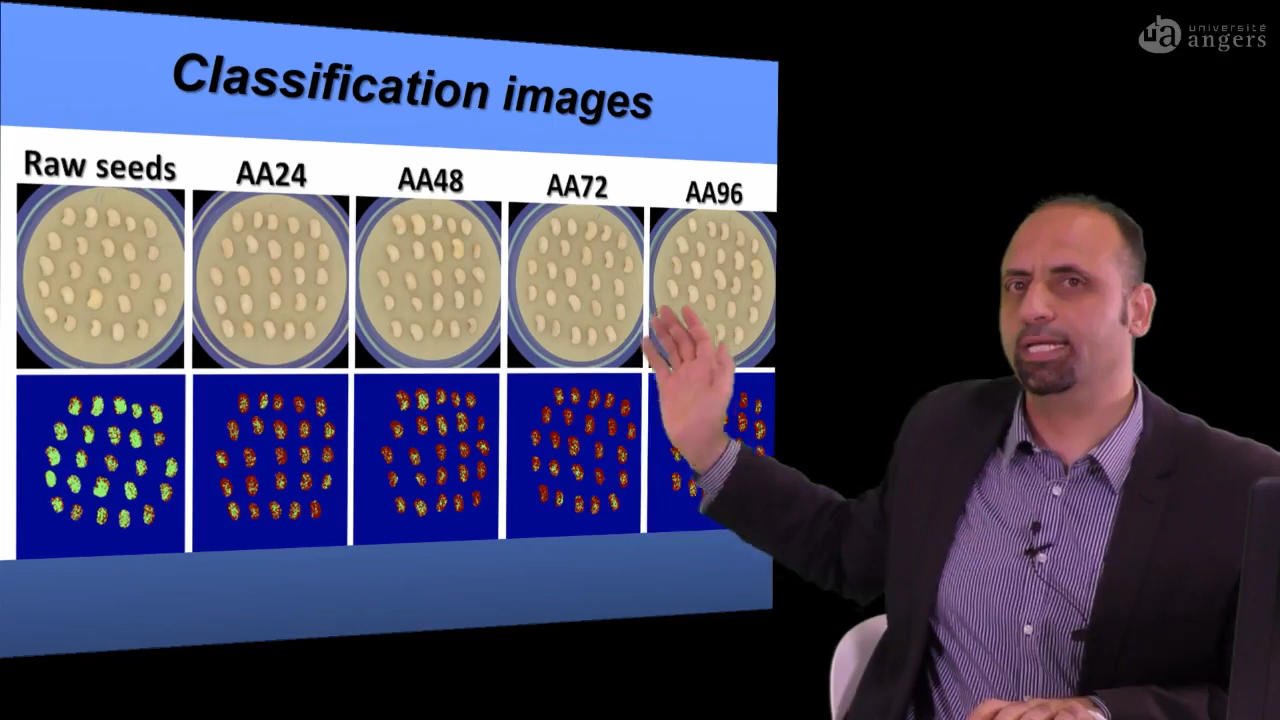 université
angers
Classification images
Raw seeds
AA24
AA48
AA72
AA96